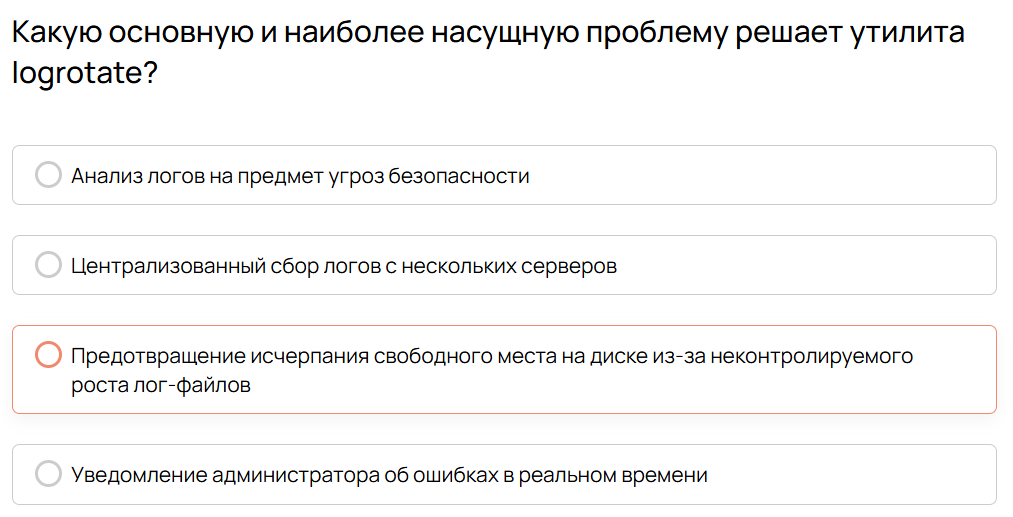 Какую основную и наиболее насущную проблему решает утилита
logrotate?
Анализ логов на предмет угроз безопасности
Централизованный сбор логов с нескольких серверов
Предотвращение исчерпания свободного места на диске из-за неконтролируемого
роста лог-файлов
Уведомление администратора об ошибках в реальном времени